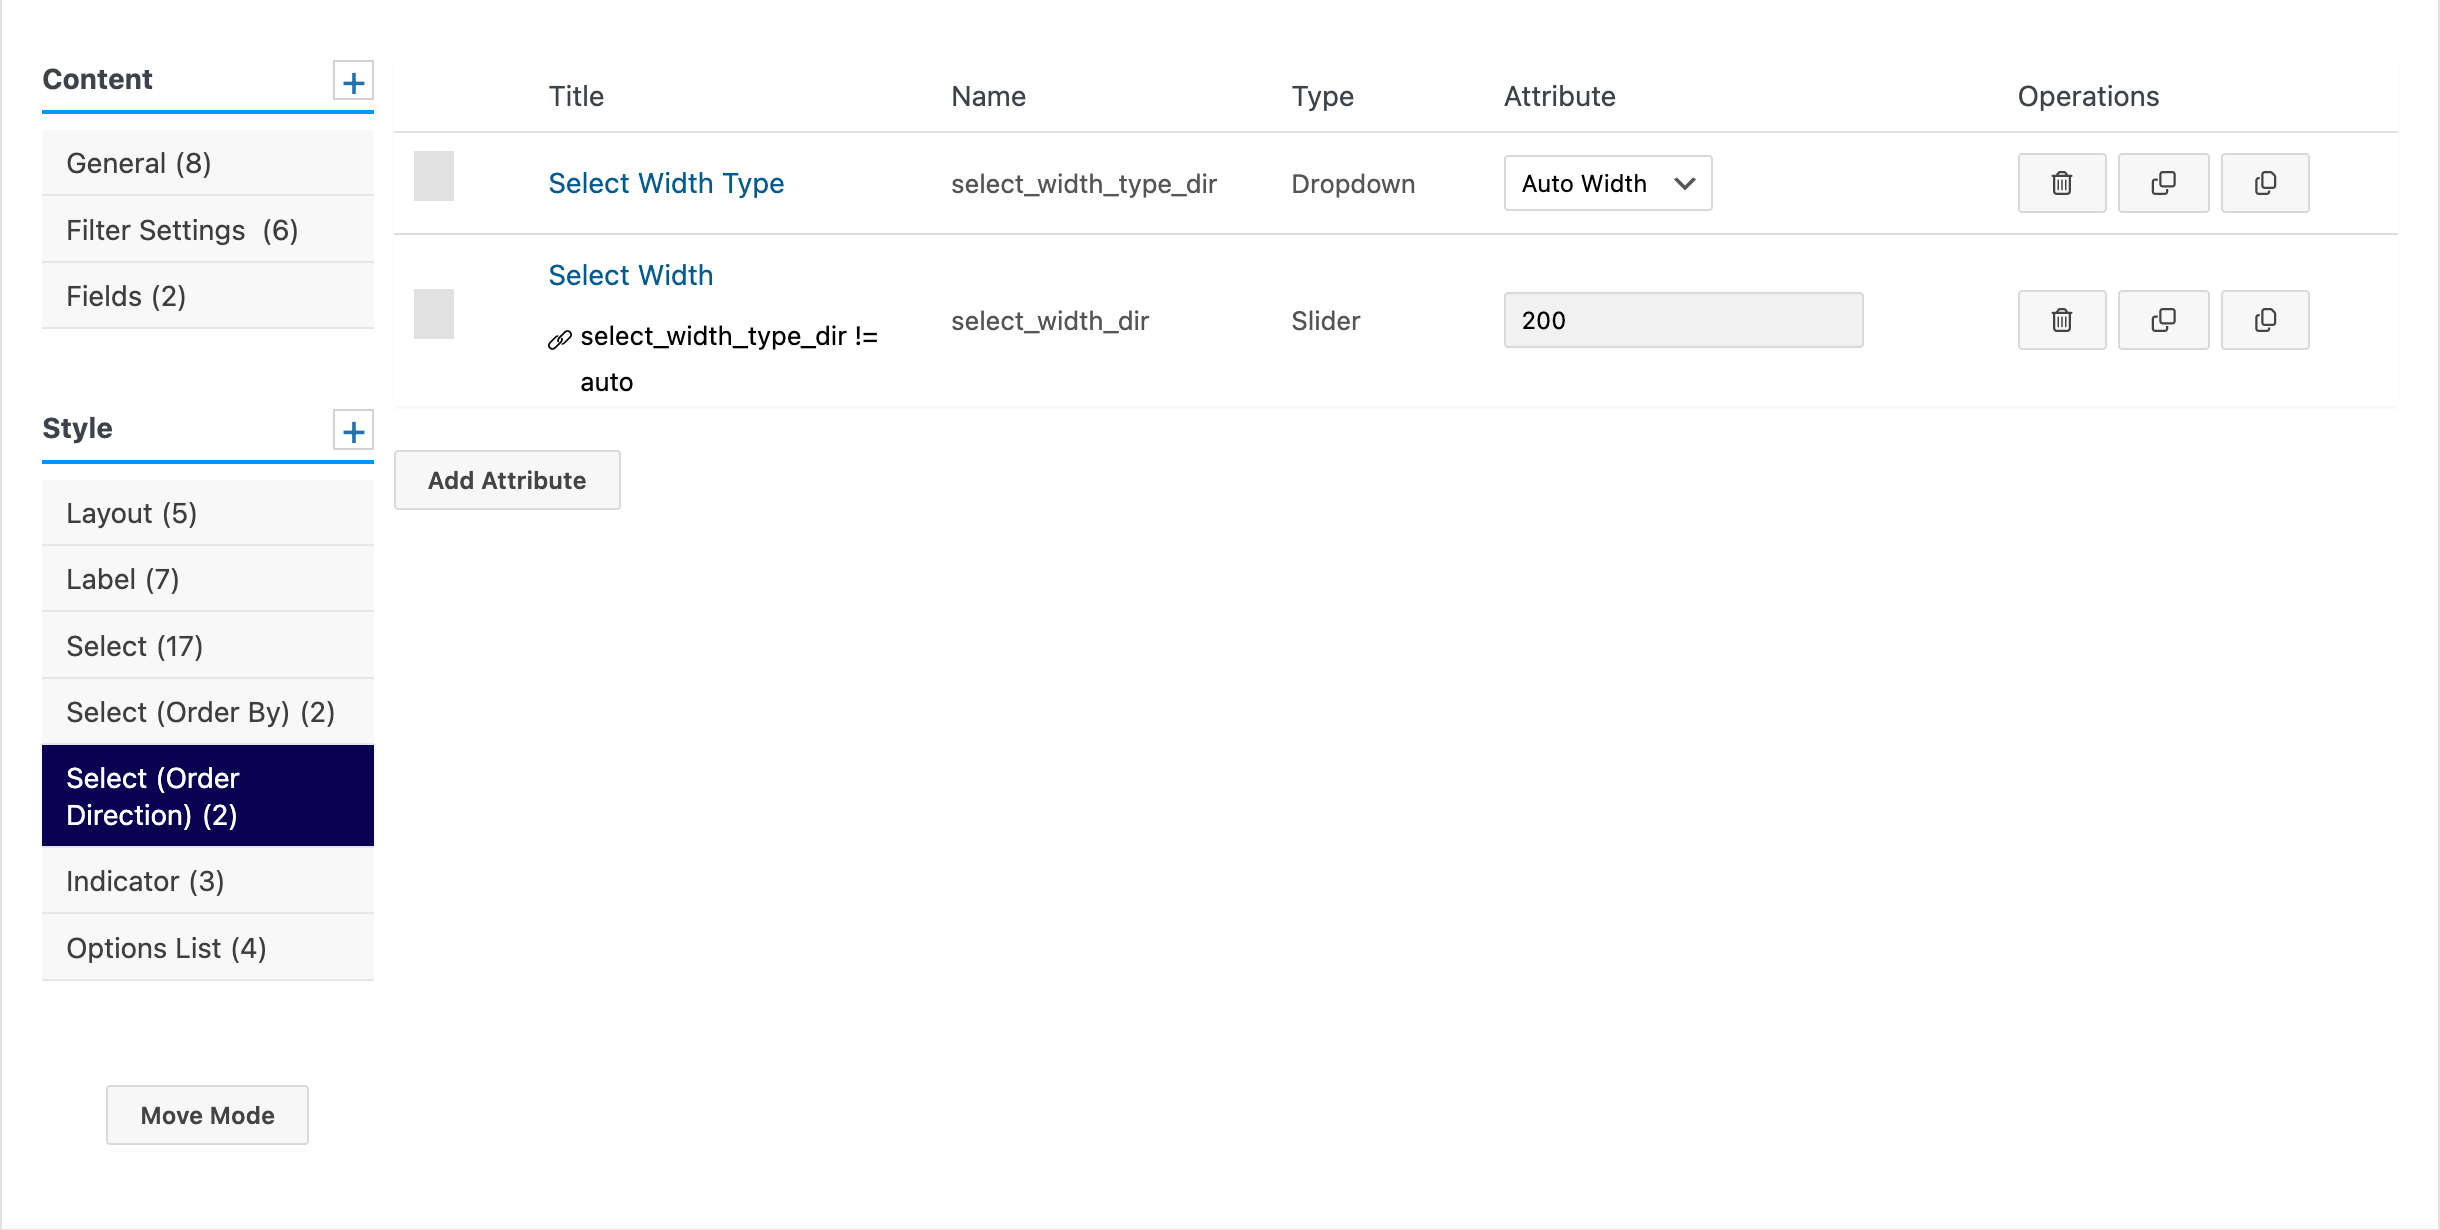 Content
General (8)
Filter Settings (6)
Fields (2)
Style
Layout (5)
Label (7)
Select (17)
Select (Order By) (2)
Select (Order
Direction) (2)
Indicator (3)
Options List (4)
Move Mode
Title Name Type Attribute Operations
Select Width Type select_width_type_dir Dropdown Auto Width
Select Width
select_width_type_dir !=
auto
select_width_dir Slider 200
Add Attribute